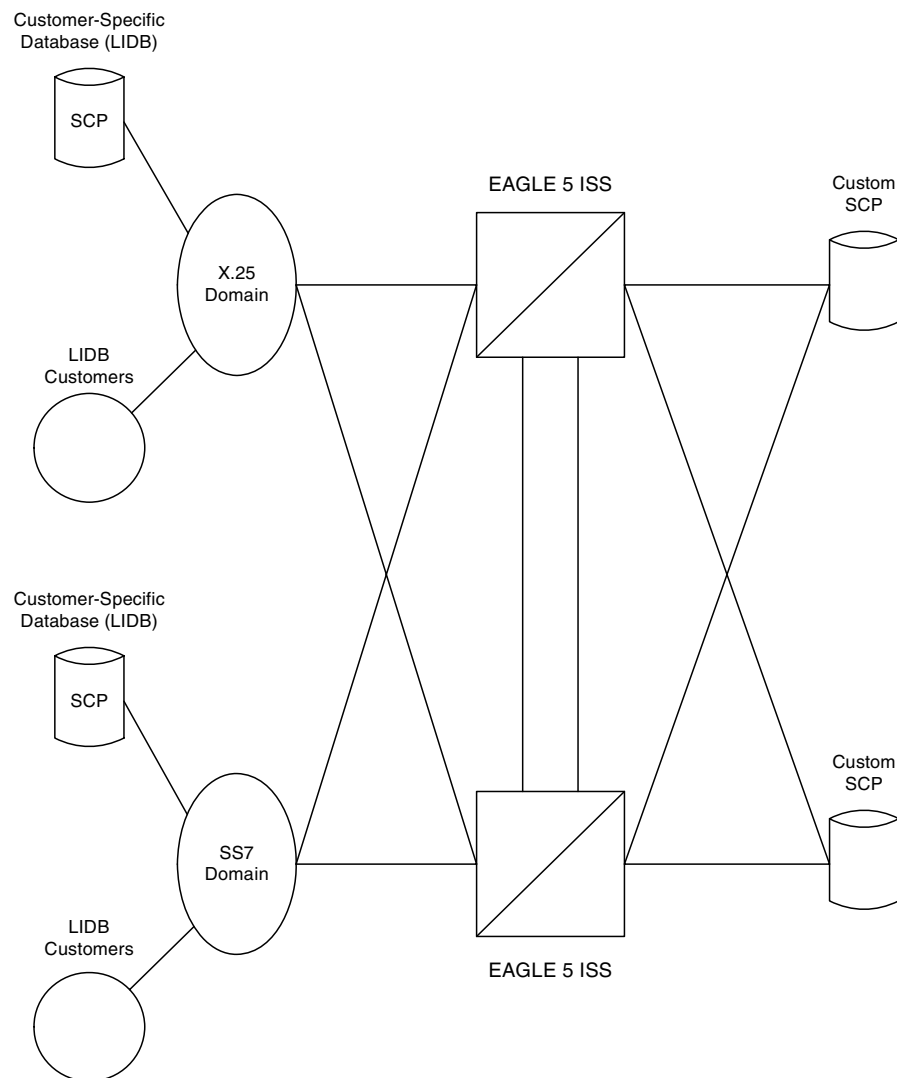 Customer-Specific
Database (LIDB)
SCP
EAGLE 5 ISS
Custom
SCP
X.25
Domain
LIDB
Customers
Customer-Specific
Database (LIDB)
SCP
Custom
SCP
SS7
Domain
LIDB
Customers
EAGLE 5 ISS